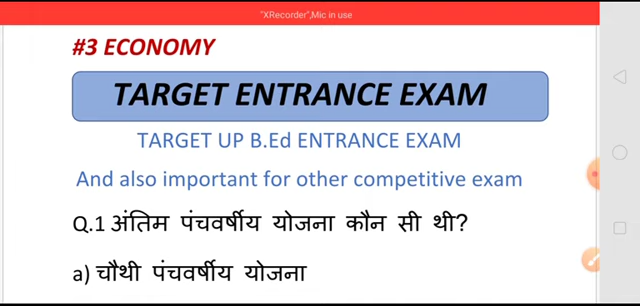 "XRecorder",Mic in use
#3 ECONOMY
TARGET ENTRANCE EXAM
TARGET UP B.Ed ENTRANCE EXAM
And also important for other competitive exam
Q.1 अंतिम पंचवर्षीय योजना कौन सी थी?
a) चौथी पंचवर्षीय योजना